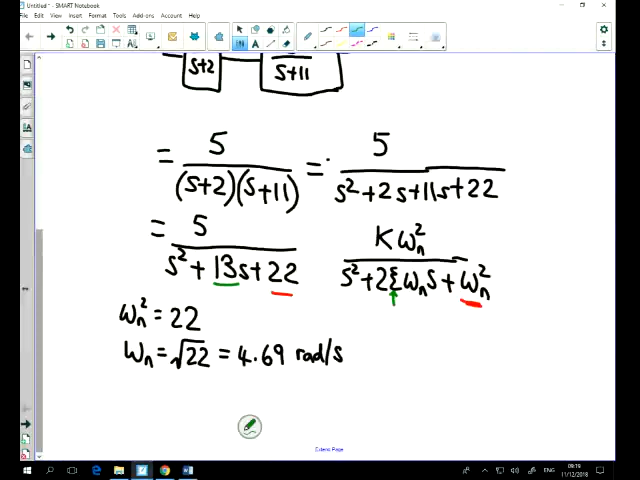 Untitled * - SMART Notebook
File Edit View Insert Format Tools Add-ons Account Help
s+2 s+11
= 5/((s+2)(s+11)) = 5/(s²+2s+11s+22)
= 5/(s²+13s+22) Kωₙ²/(s²+2ξωₙs+ωₙ²)
ωₙ² = 22
ωₙ = √22 = 4.69 rad/s
Extend Page
ENG
09:19
11/12/2018